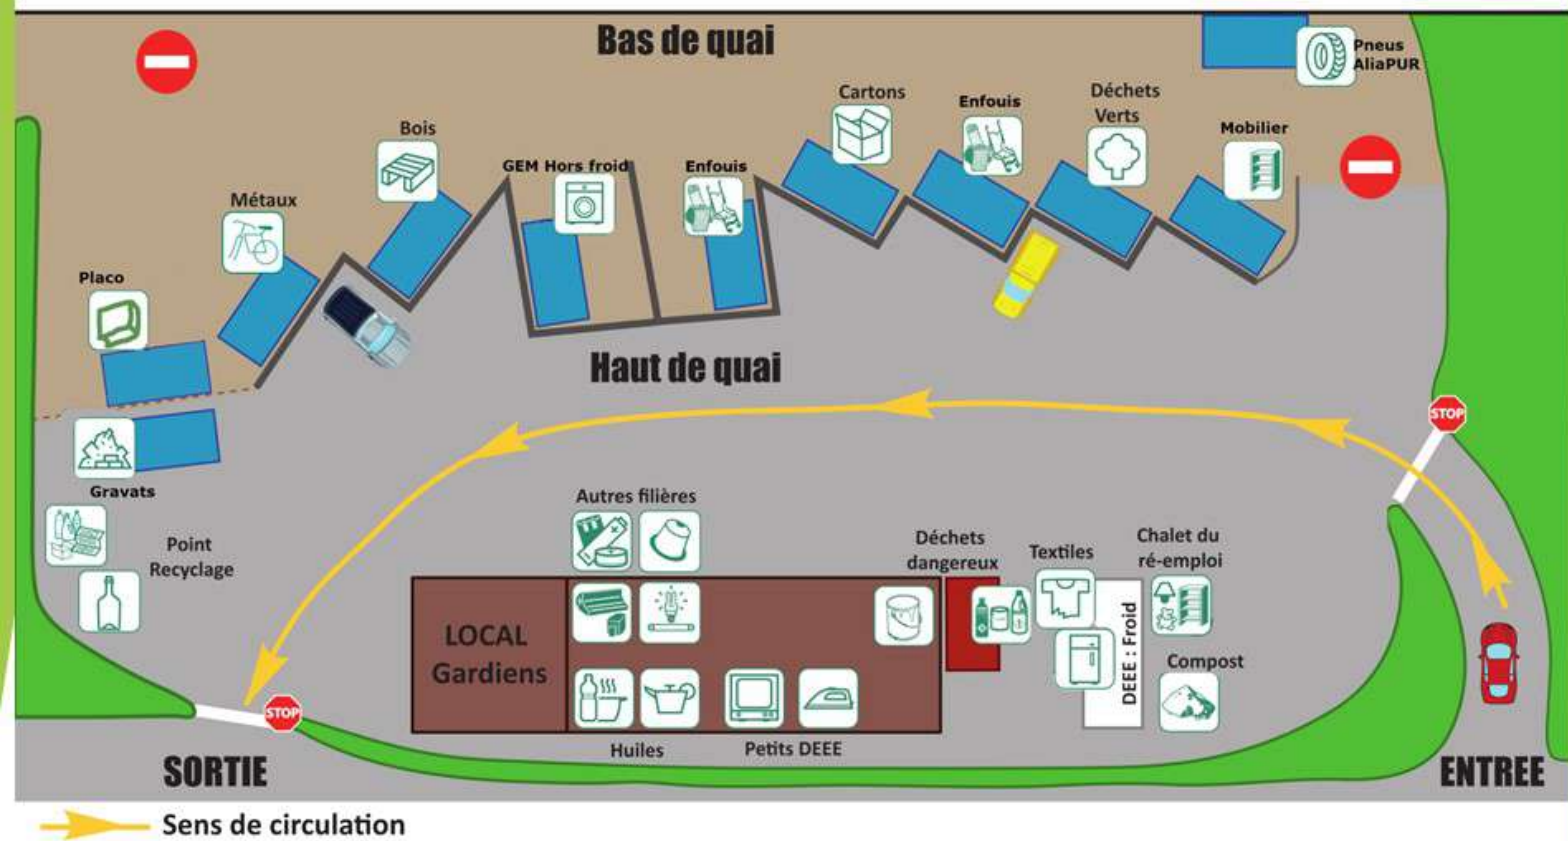 Bas de quai
Pneus
AliaPUR
Cartons
Enfouis
Déchets
Verts
Mobilier
Bois
GEM Hors froid
Enfouis
Métaux
Placo
Haut de quai
STOP
Gravats
Point
Recyclage
Autres filières
Déchets
dangereux
Textiles
Chalet du
ré-emploi
LOCAL
Gardiens
DEEE : Froid
Compost
STOP
Huiles
Petits DEEE
SORTIE
ENTREE
Sens de circulation